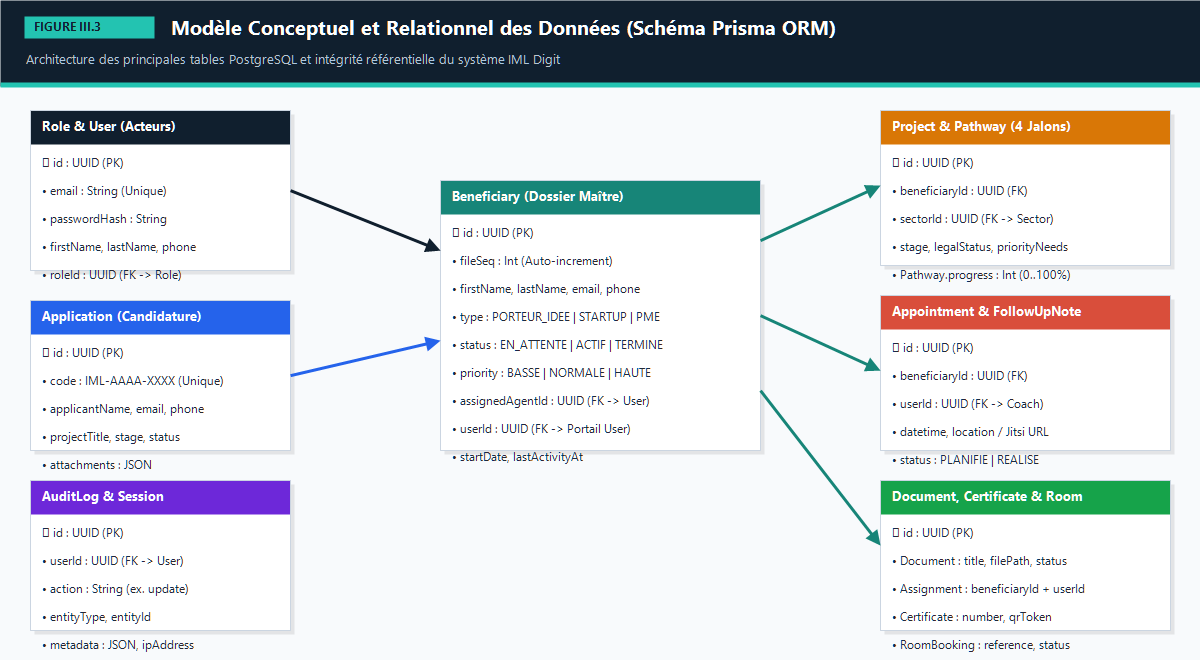 FIGURE III.3
Modèle Conceptuel et Relationnel des Données (Schéma Prisma ORM)
Architecture des principales tables PostgreSQL et intégrité référentielle du système IML Digit
Role & User (Acteurs)
id : UUID (PK)
• email : String (Unique)
• passwordHash : String
• firstName, lastName, phone
• roleId : UUID (FK -> Role)
Application (Candidature)
id : UUID (PK)
• code : IML-AAAA-XXXX (Unique)
• applicantName, email, phone
• projectTitle, stage, status
• attachments : JSON
AuditLog & Session
id : UUID (PK)
• userId : UUID (FK -> User)
• action : String (ex. update)
• entityType, entityId
• metadata : JSON, ipAddress
Beneficiary (Dossier Maître)
id : UUID (PK)
• fileSeq : Int (Auto-increment)
• firstName, lastName, email, phone
• type : PORTEUR_IDEE | STARTUP | PME
• status : EN_ATTENTE | ACTIF | TERMINE
• priority : BASSE | NORMALE | HAUTE
• assignedAgentId : UUID (FK -> User)
• userId : UUID (FK -> Portail User)
• startDate, lastActivityAt
Project & Pathway (4 Jalons)
id : UUID (PK)
• beneficiaryId : UUID (FK)
• sectorId : UUID (FK -> Sector)
• stage, legalStatus, priorityNeeds
• Pathway.progress : Int (0..100%)
Appointment & FollowUpNote
id : UUID (PK)
• beneficiaryId : UUID (FK)
• userId : UUID (FK -> Coach)
• datetime, location / Jitsi URL
• status : PLANIFIE | REALISE
Document, Certificate & Room
id : UUID (PK)
• Document : title, filePath, status
• Assignment : beneficiaryId + userId
• Certificate : number, qrToken
• RoomBooking : reference, status